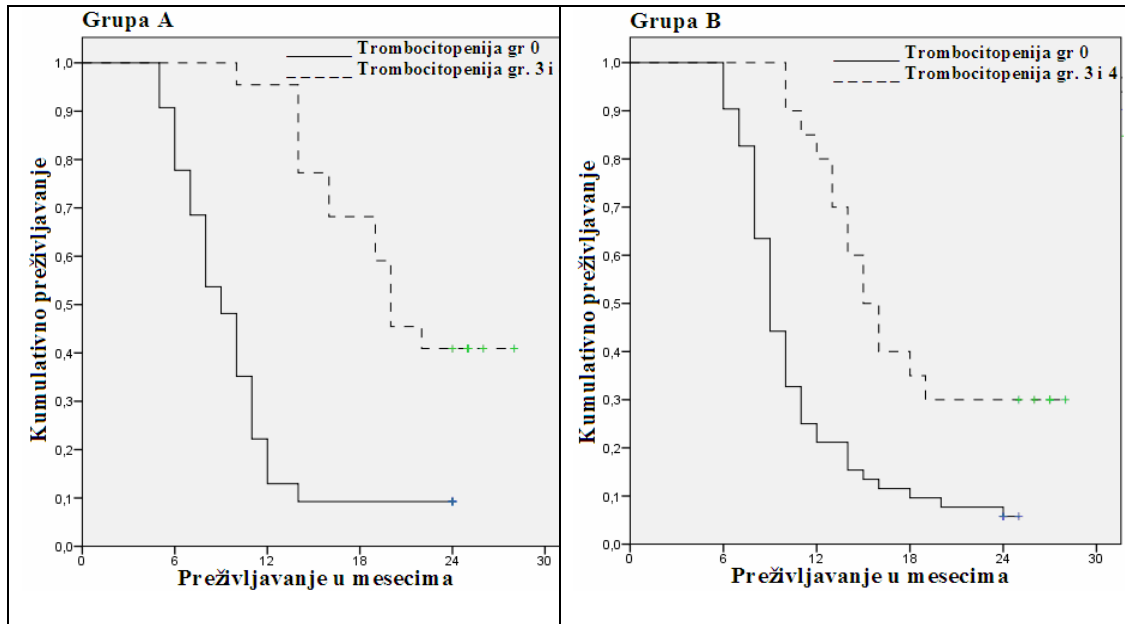 Grupa A
Trombocitopenija gr 0
Trombocitopenija gr. 3 i
1,0
0,9
0,8
0,7
0,6
0,5
0,4
0,3
0,2
0,1
0,0
Kumulativno preživljavanje
0 6 12 18 24 30
Preživljavanje u mesecima
Grupa B
Trombocitopenija gr 0
Trombocitopenija gr. 3 i 4
1,0
0,9
0,8
0,7
0,6
0,5
0,4
0,3
0,2
0,1
0,0
Kumulativno preživljavanje
0 6 12 18 24 30
Preživljavanje u mesecima